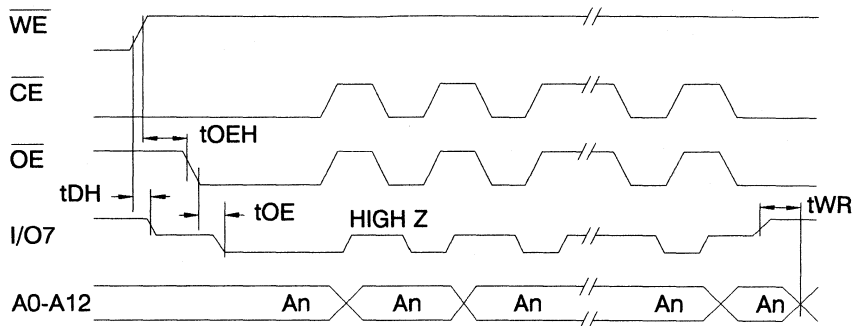 WE
CE
tOEH
OE
tDH
tOE
tWR
I/O7
HIGH Z
A0-A12 An An An An An